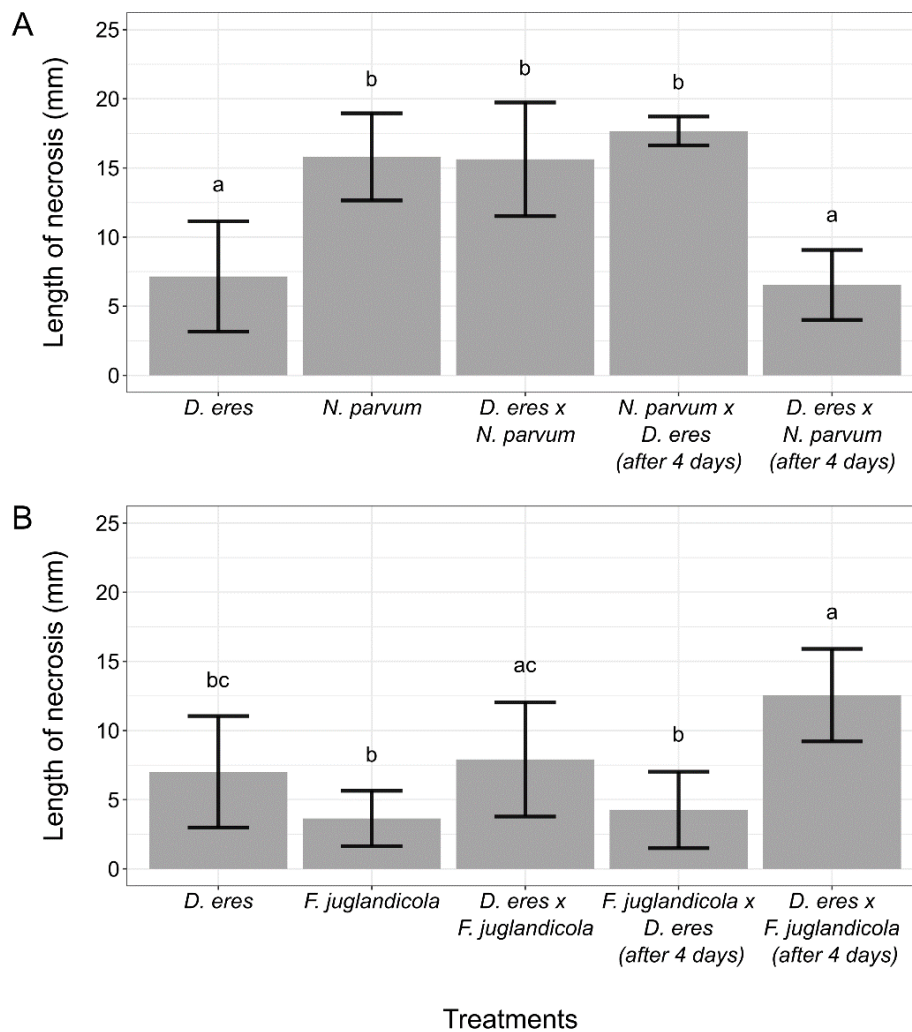 A
Length of necrosis (mm)
25
20
15
10
5
0
a
b
b
b
a
D. eres
N. parvum
D. eres x
N. parvum
N. parvum x
D. eres
(after 4 days)
D. eres x
N. parvum
(after 4 days)
B
Length of necrosis (mm)
25
20
15
10
5
0
bc
b
ac
b
a
D. eres
F. juglandicola
D. eres x
F. juglandicola
F. juglandicola x
D. eres
(after 4 days)
D. eres x
F. juglandicola
(after 4 days)
Treatments